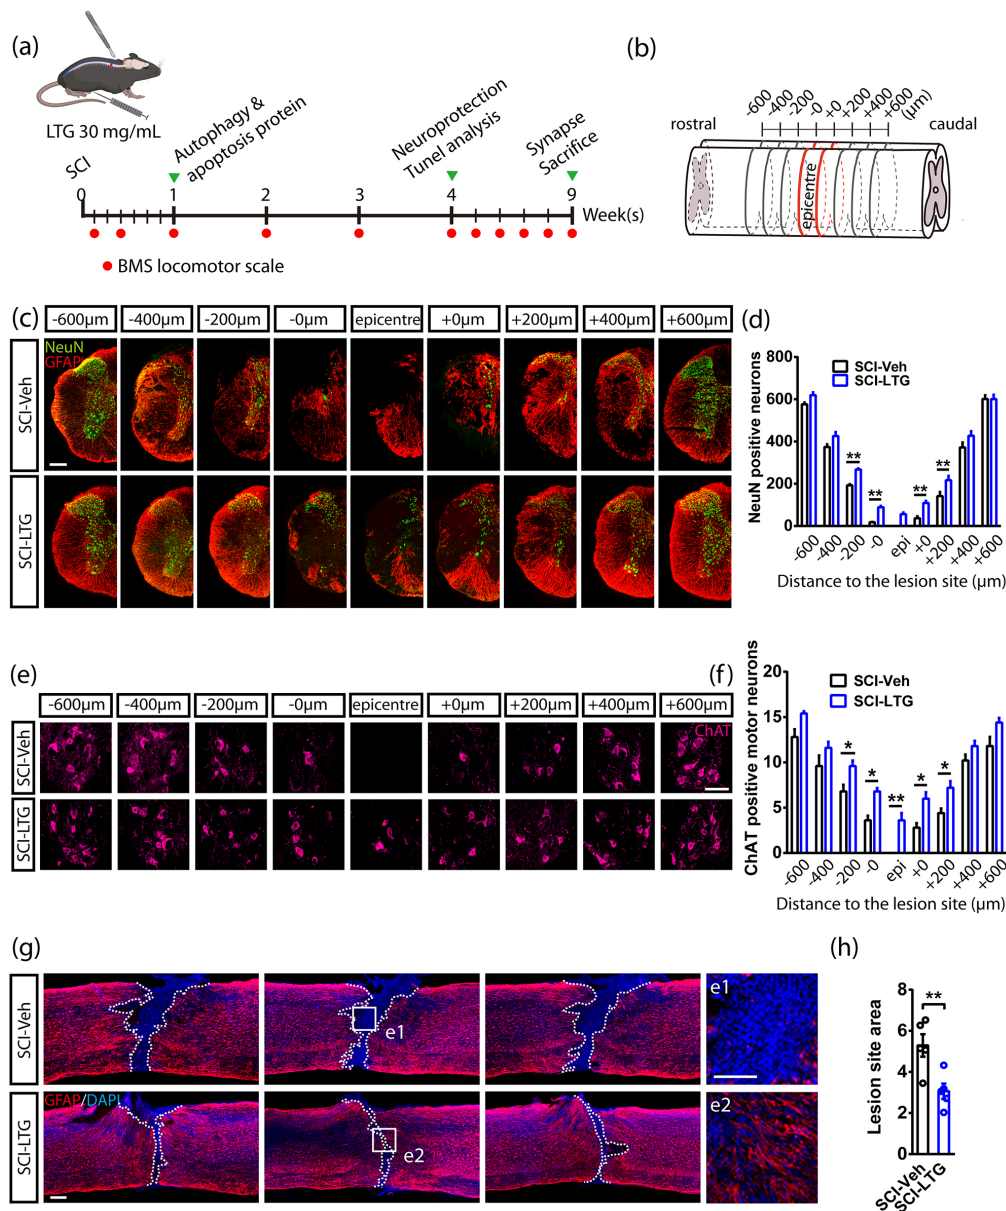 (a)
LTG 30 mg/mL
SCI
Autophagy &
apoptosis protein
Neuroprotection
Tunel analysis
Synapse
Sacrifice
0 1 2 3 4 9
Week(s)
BMS locomotor scale
(b)
-600 -400 -200 -0 +0 +200 +400 +600 (µm)
rostral
caudal
epicentre
(c)
-600µm -400µm -200µm -0µm epicentre +0µm +200µm +400µm +600µm
SCI-Veh
NeuN
GFAP
SCI-LTG
(d)
NeuN positive neurons
800
600
400
200
0
SCI-Veh
SCI-LTG
** ** ** **
-600 -400 -200 -0 epi +0 +200 +400 +600
Distance to the lesion site (µm)
(e)
-600µm -400µm -200µm -0µm epicentre +0µm +200µm +400µm +600µm
SCI-Veh
ChAT
SCI-LTG
(f)
ChAT positive motor neurons
20
15
10
5
0
SCI-Veh
SCI-LTG
* * ** * *
-600 -400 -200 -0 epi +0 +200 +400 +600
Distance to the lesion site (µm)
(g)
SCI-Veh
e1
e1
SCI-LTG
GFAP/DAPI
e2
e2
(h)
Lesion site area
8
6
4
2
0
**
SCI-Veh
SCI-LTG